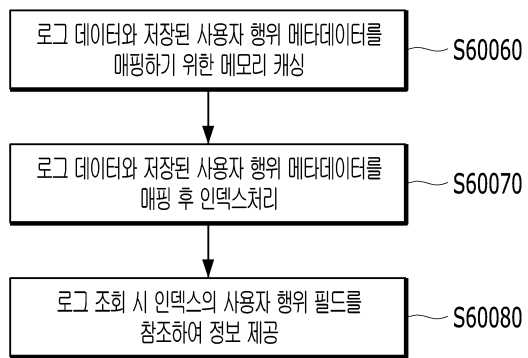 로그 데이터와 저장된 사용자 행위 메타데이터를
매핑하기 위한 메모리 캐싱
S60060
로그 데이터와 저장된 사용자 행위 메타데이터를
매핑 후 인덱스처리
S60070
로그 조회 시 인덱스의 사용자 행위 필드를
참조하여 정보 제공
S60080